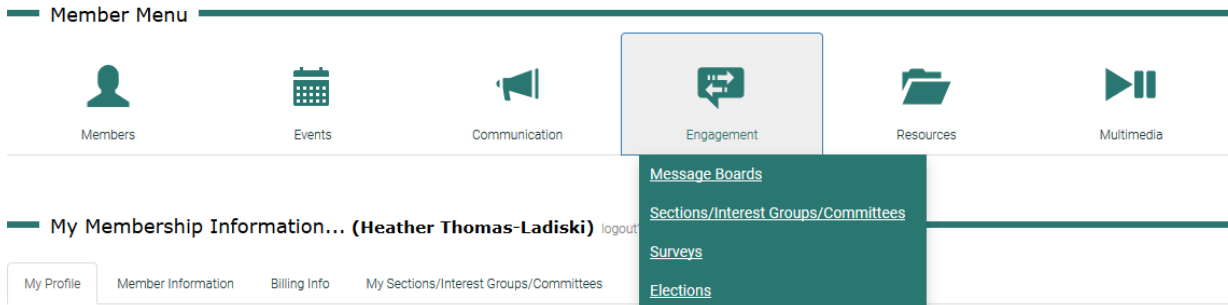 Member Menu
Members Events Communication Engagement Resources Multimedia
Message Boards
Sections/Interest Groups/Committees
Surveys
Elections
My Membership Information... (Heather Thomas-Ladiski) logout
My Profile Member Information Billing Info My Sections/Interest Groups/Committees